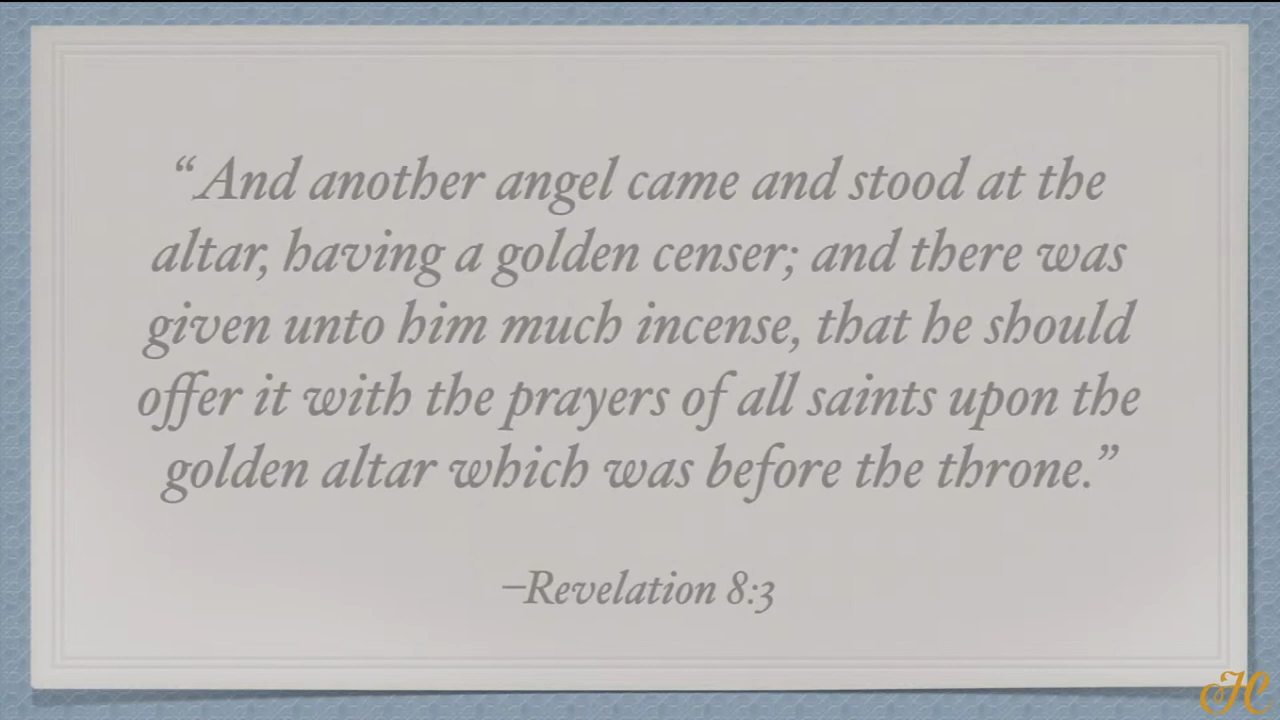 “And another angel came and stood at the
altar, having a golden censer; and there was
given unto him much incense, that he should
offer it with the prayers of all saints upon the
golden altar which was before the throne.”
–Revelation 8:3
H